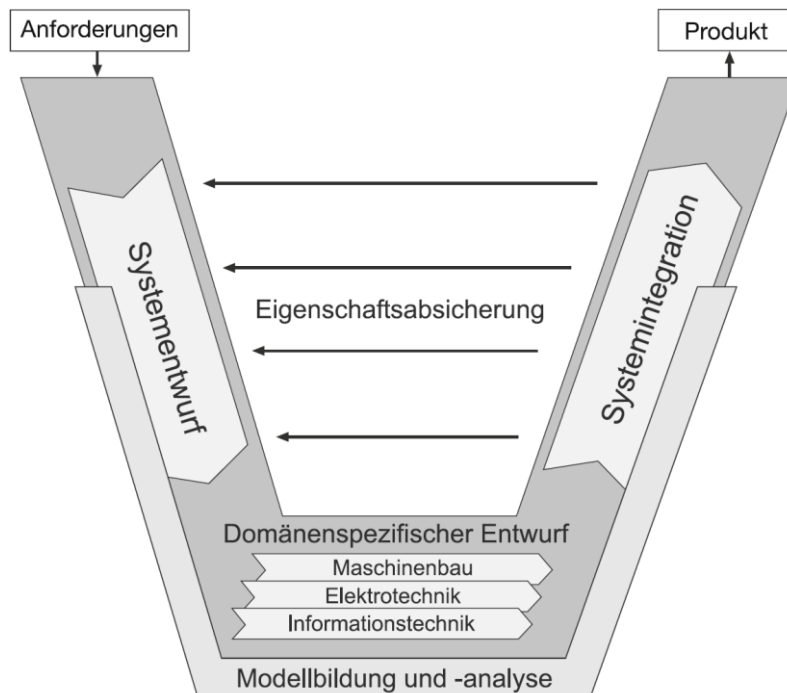 Anforderungen
Produkt
Systementwurf
Eigenschaftsabsicherung
Systemintegration
Domänenspezifischer Entwurf
Maschinenbau
Elektrotechnik
Informationstechnik
Modellbildung und -analyse